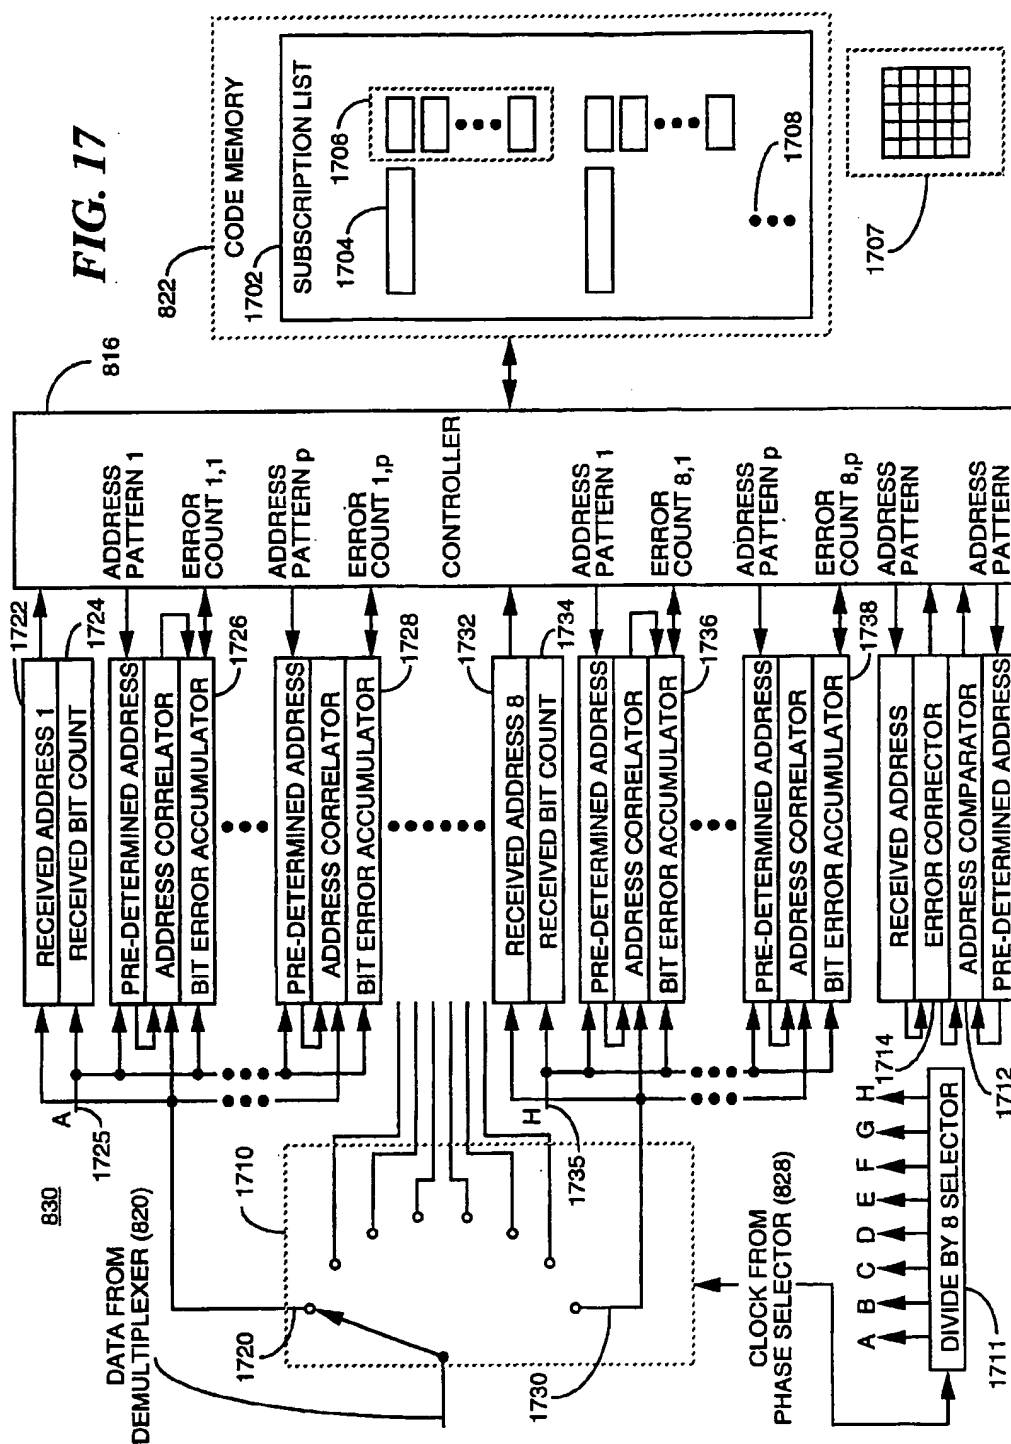 FIG. 17
830
822
CODE MEMORY
1702
SUBSCRIPTION LIST
1704
1706
1708
1707
816
ADDRESS
PATTERN 1
ERROR
COUNT 1,1
ADDRESS
PATTERN p
ERROR
COUNT 1,p
CONTROLLER
ADDRESS
PATTERN 1
ERROR
COUNT 8,1
ADDRESS
PATTERN p
ERROR
COUNT 8,p
ADDRESS
PATTERN
ADDRESS
PATTERN
1722
RECEIVED ADDRESS 1
1724
RECEIVED BIT COUNT
PRE-DETERMINED ADDRESS
ADDRESS CORRELATOR
BIT ERROR ACCUMULATOR
1726
PRE-DETERMINED ADDRESS
ADDRESS CORRELATOR
BIT ERROR ACCUMULATOR
1728
1732
RECEIVED ADDRESS 8
RECEIVED BIT COUNT
1734
PRE-DETERMINED ADDRESS
ADDRESS CORRELATOR
BIT ERROR ACCUMULATOR
1736
PRE-DETERMINED ADDRESS
ADDRESS CORRELATOR
BIT ERROR ACCUMULATOR
1738
RECEIVED ADDRESS
ERROR CORRECTOR
ADDRESS COMPARATOR
PRE-DETERMINED ADDRESS
1714
1712
A
1725
H
1735
1710
DATA FROM
DEMULTIPLEXER (820)
1720
1730
CLOCK FROM
PHASE SELECTOR (828)
A B C D E F G H
DIVIDE BY 8 SELECTOR
1711